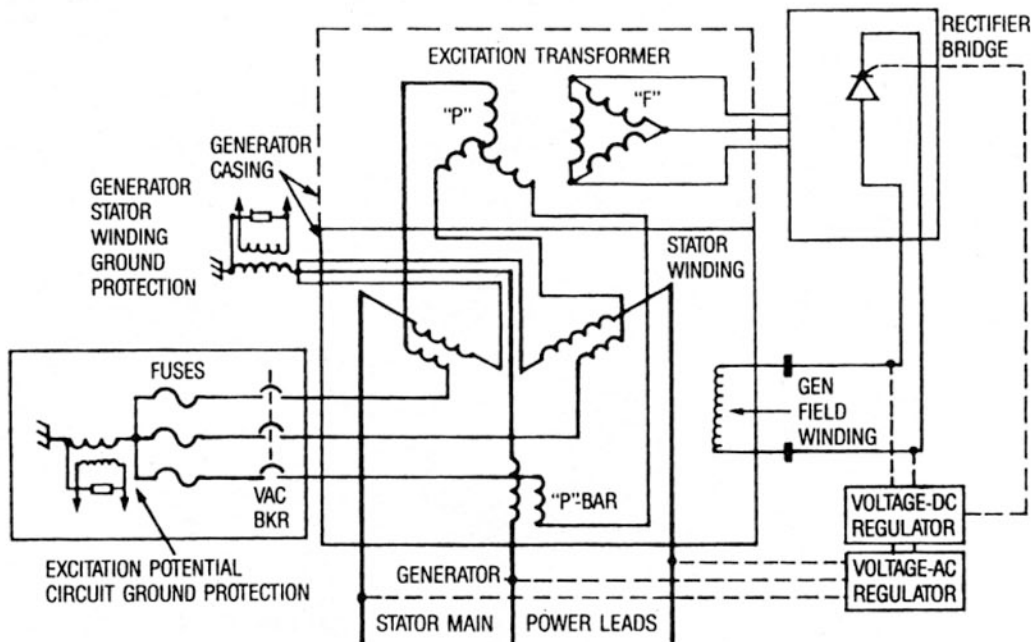 RECTIFIER
BRIDGE
EXCITATION TRANSFORMER
"P"
"F"
GENERATOR
CASING
GENERATOR
STATOR
WINDING
GROUND
PROTECTION
STATOR
WINDING
FUSES
VAC
BKR
GEN
FIELD
WINDING
"P"-BAR
VOLTAGE-DC
REGULATOR
VOLTAGE-AC
REGULATOR
EXCITATION POTENTIAL
CIRCUIT GROUND PROTECTION
GENERATOR
STATOR MAIN POWER LEADS